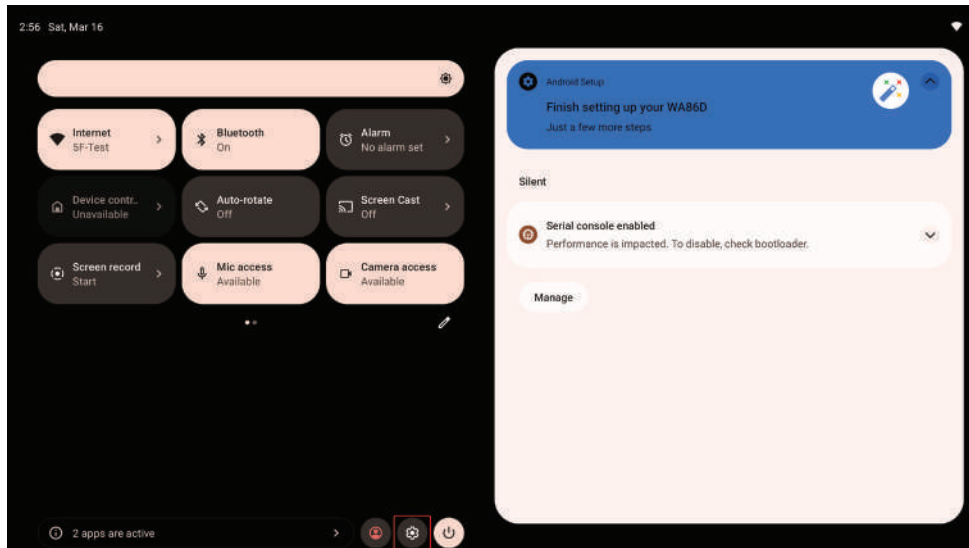 2:56 Sat, Mar 16
Internet
5F-Test
Bluetooth
On
Alarm
No alarm set
Device contr..
Unavailable
Auto-rotate
Off
Screen Cast
Off
Screen record
Start
Mic access
Available
Camera access
Available
2 apps are active
Android Setup
Finish setting up your WA86D
Just a few more steps
Silent
Serial console enabled
Performance is impacted. To disable, check bootloader.
Manage